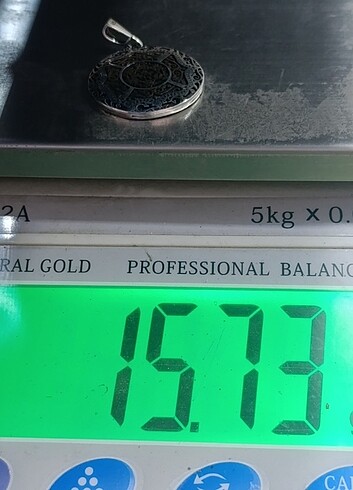 2A 5kg × 0.
RAL GOLD PROFESSIONAL BALANC
15.73
CA